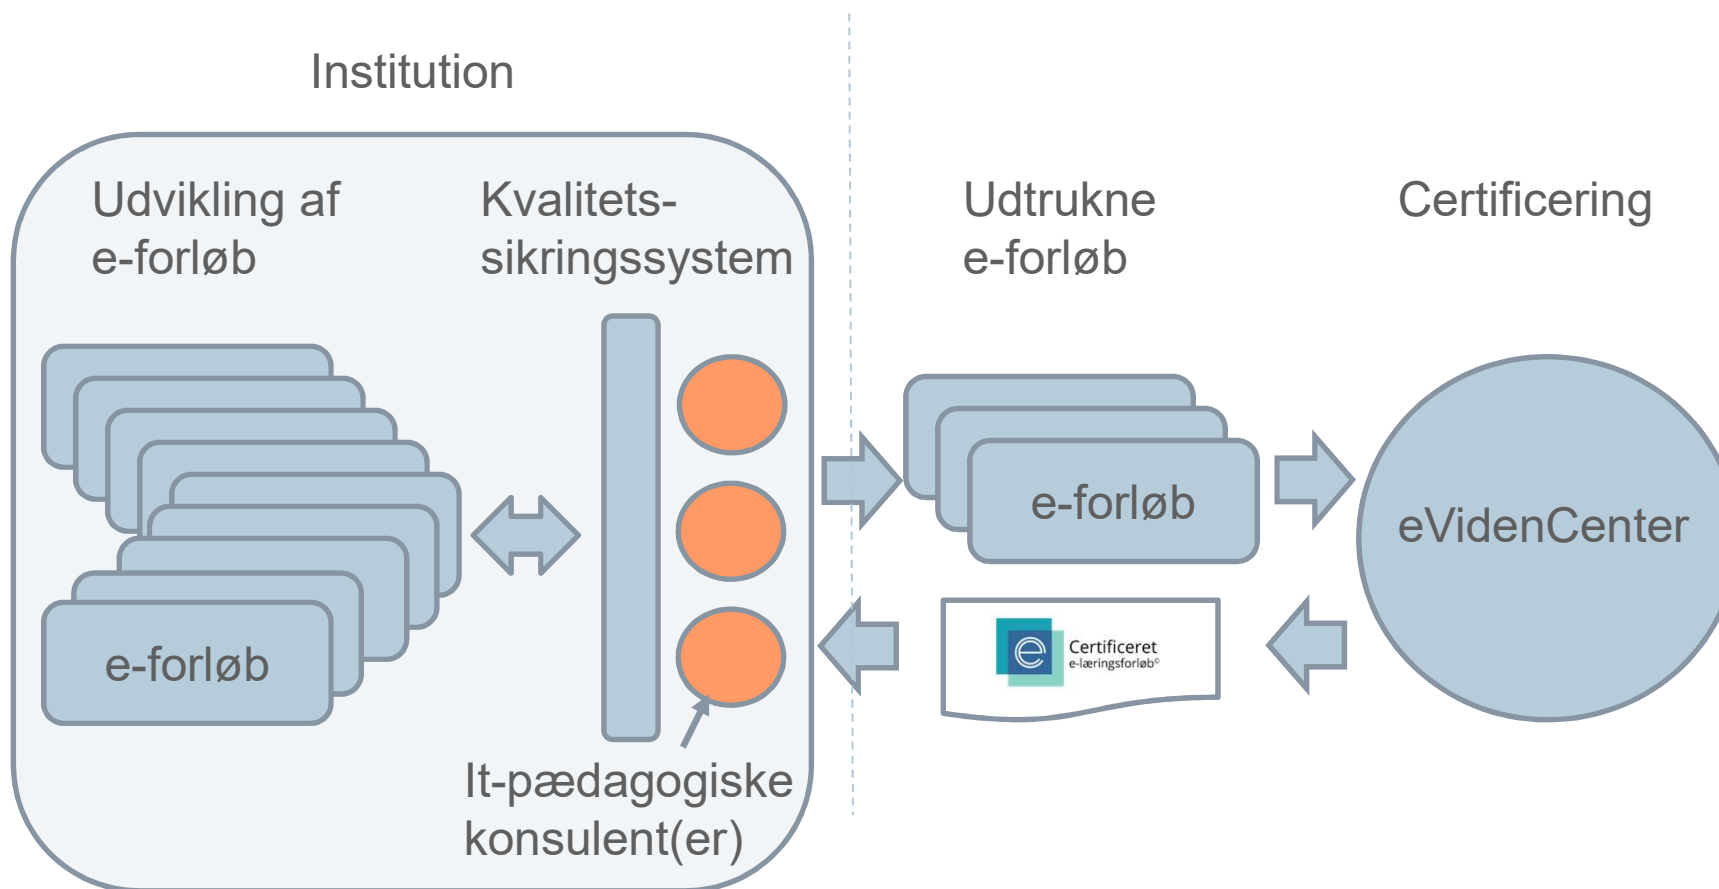 Institution
Udvikling af
e-forløb
Kvalitets-
sikringssystem
Udtrukne
e-forløb
Certificering
e-forløb
It-pædagogiske
konsulent(er)
e-forløb
e Certificeret
e-læringsforløb©
eVidenCenter